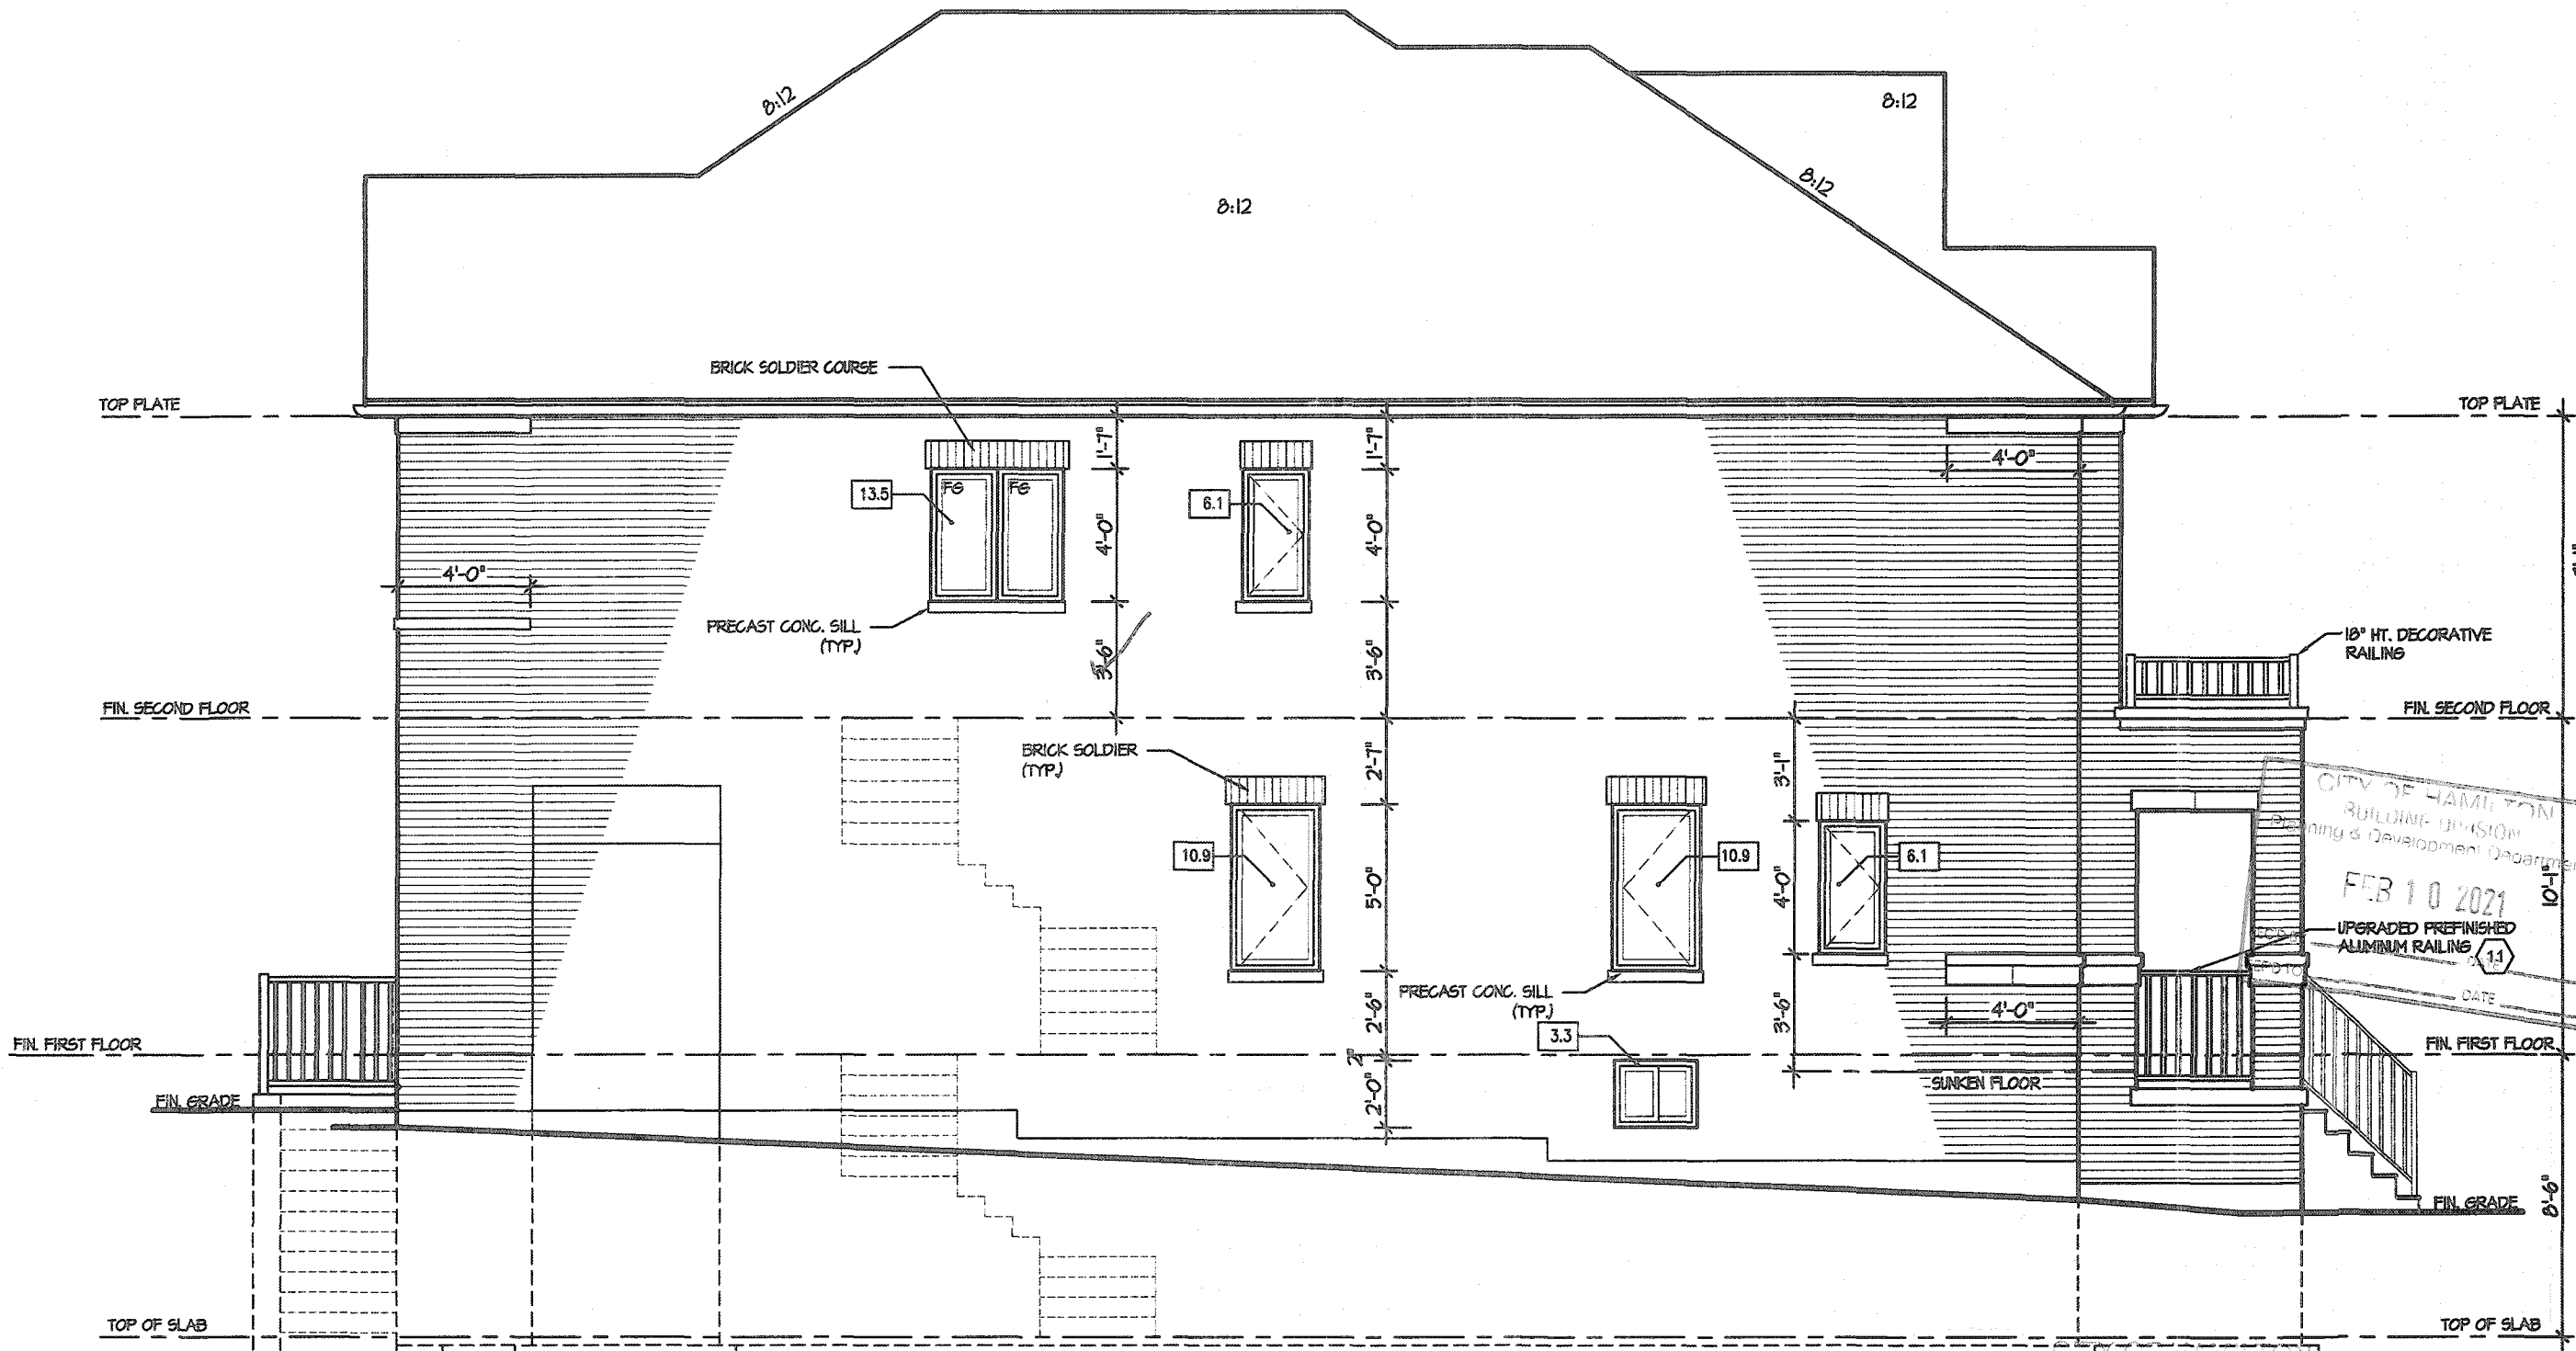 8:12
8:12
8:12
8:12
BRICK SOLDIER COURSE
TOP PLATE
TOP PLATE
1'-7"
1'-7"
4'-0"
13.5
FG
FG
6.1
4'-0"
4'-0"
4'-0"
PRECAST CONC. SILL
(TYP.)
3'-6"
3'-6"
18" HT. DECORATIVE
RAILING
FIN. SECOND FLOOR
FIN. SECOND FLOOR
BRICK SOLDIER
(TYP.)
2'-7"
3'-1"
CITY OF HAMILTON
BUILDING DIVISION
Planning & Development Department
10.9
10.9
6.1
5'-0"
4'-0"
FEB 10 2021
10'-1"
UPGRADED PREFINISHED
ALUMINUM RAILING
11
DATE
PRECAST CONC. SILL
(TYP.)
DATE
2'-6"
3'-6"
4'-0"
3.3
FIN. FIRST FLOOR
FIN. FIRST FLOOR
2"
SUNKEN FLOOR
2'-0"
FIN. GRADE
FIN. GRADE
8'-6"
TOP OF SLAB
TOP OF SLAB